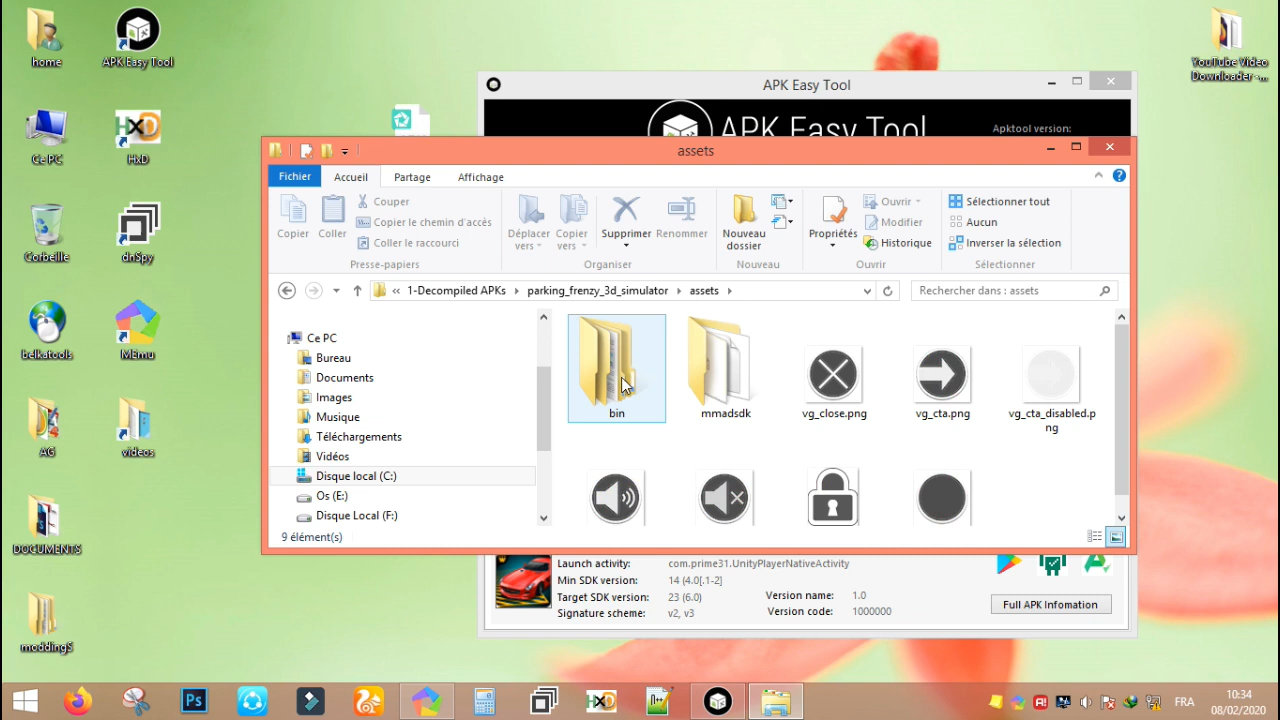 home
APK Easy Tool
YouTube Video
Downloader -...
Ce PC
HxD
Corbeille
dnSpy
belkatools
MEmu
AG
videos
DOCUMENTS
moddingS
APK Easy Tool
APK Easy Tool
Apktool version:
assets
Fichier
Accueil
Partage
Affichage
Copier
Coller
Couper
Copier le chemin d'accès
Coller le raccourci
Presse-papiers
Déplacer
vers
Copier
vers
Supprimer
Renommer
Organiser
Nouveau
dossier
Nouveau
Propriétés
Ouvrir
Modifier
Historique
Ouvrir
Sélectionner tout
Aucun
Inverser la sélection
Sélectionner
« 1-Decompiled APKs
parking_frenzy_3d_simulator
assets
Rechercher dans : assets
Ce PC
Bureau
Documents
Images
Musique
Téléchargements
Vidéos
Disque local (C:)
Os (E:)
Disque Local (F:)
bin
mmadsdk
vg_close.png
vg_cta.png
vg_cta_disabled.p
ng
9 élément(s)
Launch activity: com.prime31.UnityPlayerNativeActivity
Min SDK version: 14 (4.0[.1-2]
Target SDK version: 23 (6.0)
Signature scheme: v2, v3
Version name: 1.0
Version code: 1000000
Full APK Infomation
Ps
HXD
FRA
10:34
08/02/2020